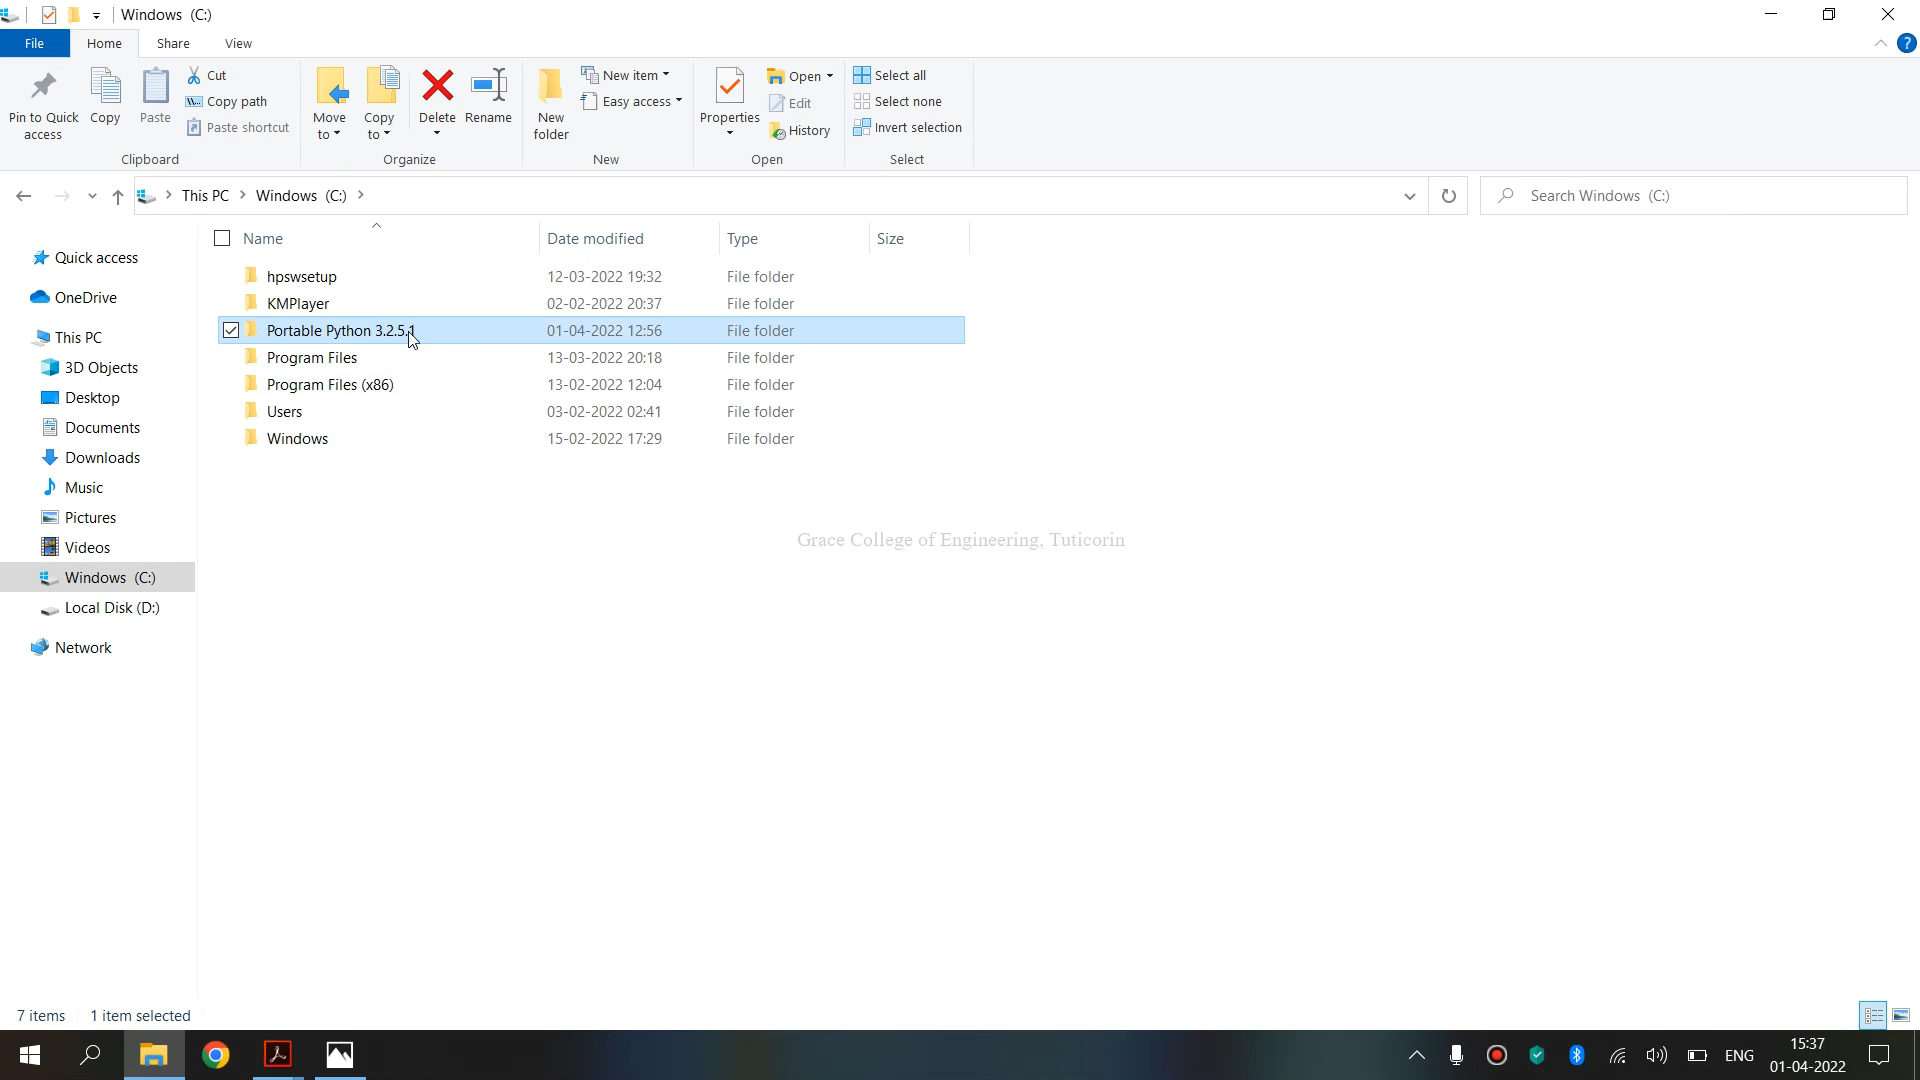 Windows (C:)
File Home Share View
Pin to Quick access
Copy
Paste
Cut
Copy path
Paste shortcut
Clipboard
Move to
Copy to
Delete
Rename
Organize
New folder
New item
Easy access
New
Properties
Open
Edit
History
Open
Select all
Select none
Invert selection
Select
This PC > Windows (C:) >
Search Windows (C:)
Name Date modified Type Size
hpswsetup 12-03-2022 19:32 File folder
KMPlayer 02-02-2022 20:37 File folder
Portable Python 3.2.5.1 01-04-2022 12:56 File folder
Program Files 13-03-2022 20:18 File folder
Program Files (x86) 13-02-2022 12:04 File folder
Users 03-02-2022 02:41 File folder
Windows 15-02-2022 17:29 File folder
Quick access
OneDrive
This PC
3D Objects
Desktop
Documents
Downloads
Music
Pictures
Videos
Windows (C:)
Local Disk (D:)
Network
Grace College of Engineering, Tuticorin
7 items 1 item selected
ENG
15:37
01-04-2022